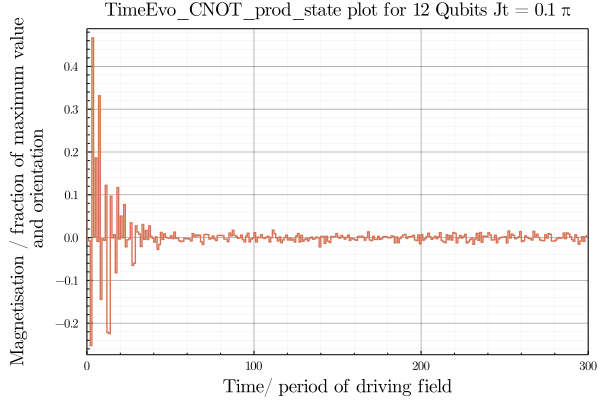 TimeEvo_CNOT_prod_state plot for 12 Qubits Jt = 0.1 π
Magnetisation / fraction of maximum value
and orientation
0.4
0.3
0.2
0.1
0.0
−0.1
−0.2
0
100
200
300
Time/ period of driving field